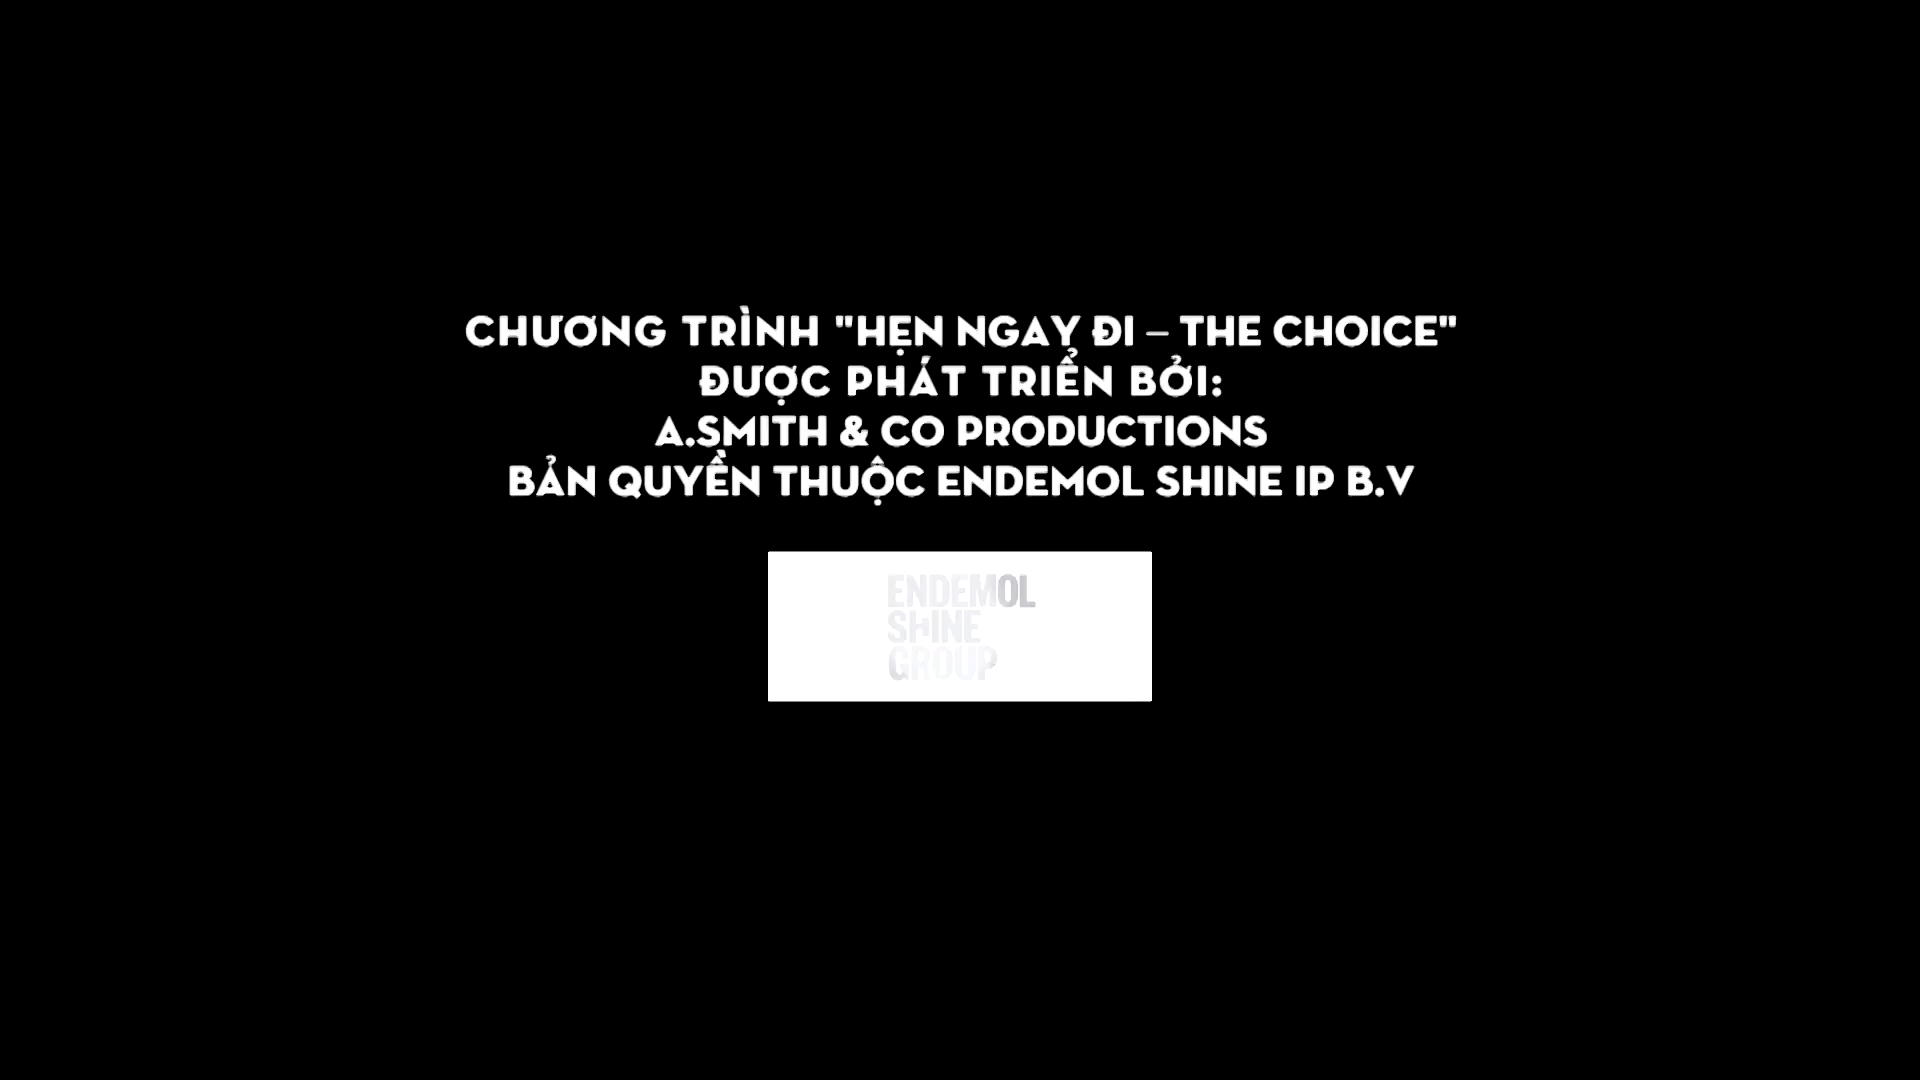 CHƯƠNG TRÌNH "HẸN NGAY ĐI – THE CHOICE"
ĐƯỢC PHÁT TRIỂN BỞI:
A.SMITH & CO PRODUCTIONS
BẢN QUYỀN THUỘC ENDEMOL SHINE IP B.V
ENDEMOL
SHINE
GROUP